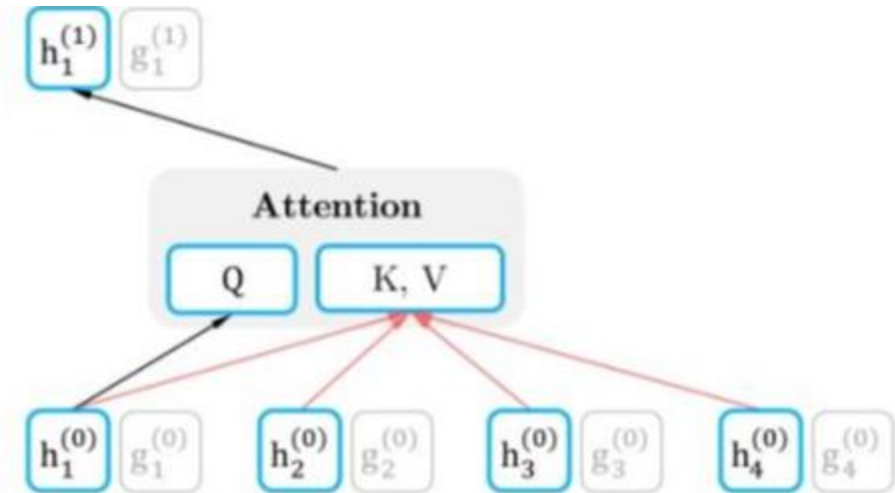 h₁⁽¹⁾ g₁⁽¹⁾
Attention
Q K, V
h₁⁽⁰⁾ g₁⁽⁰⁾ h₂⁽⁰⁾ g₂⁽⁰⁾ h₃⁽⁰⁾ g₃⁽⁰⁾ h₄⁽⁰⁾ g₄⁽⁰⁾